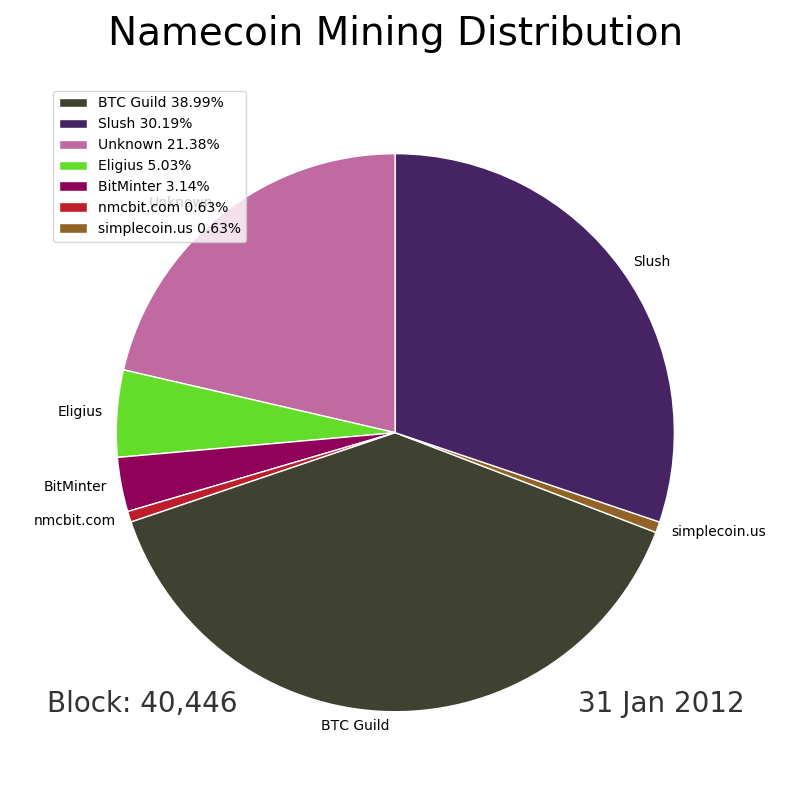 Namecoin Mining Distribution
BTC Guild 38.99%
Slush 30.19%
Unknown 21.38%
Eligius 5.03%
BitMinter 3.14%
nmcbit.com 0.63%
simplecoin.us 0.63%
Unknown
Slush
Eligius
BitMinter
nmcbit.com
simplecoin.us
Block: 40,446
31 Jan 2012
BTC Guild